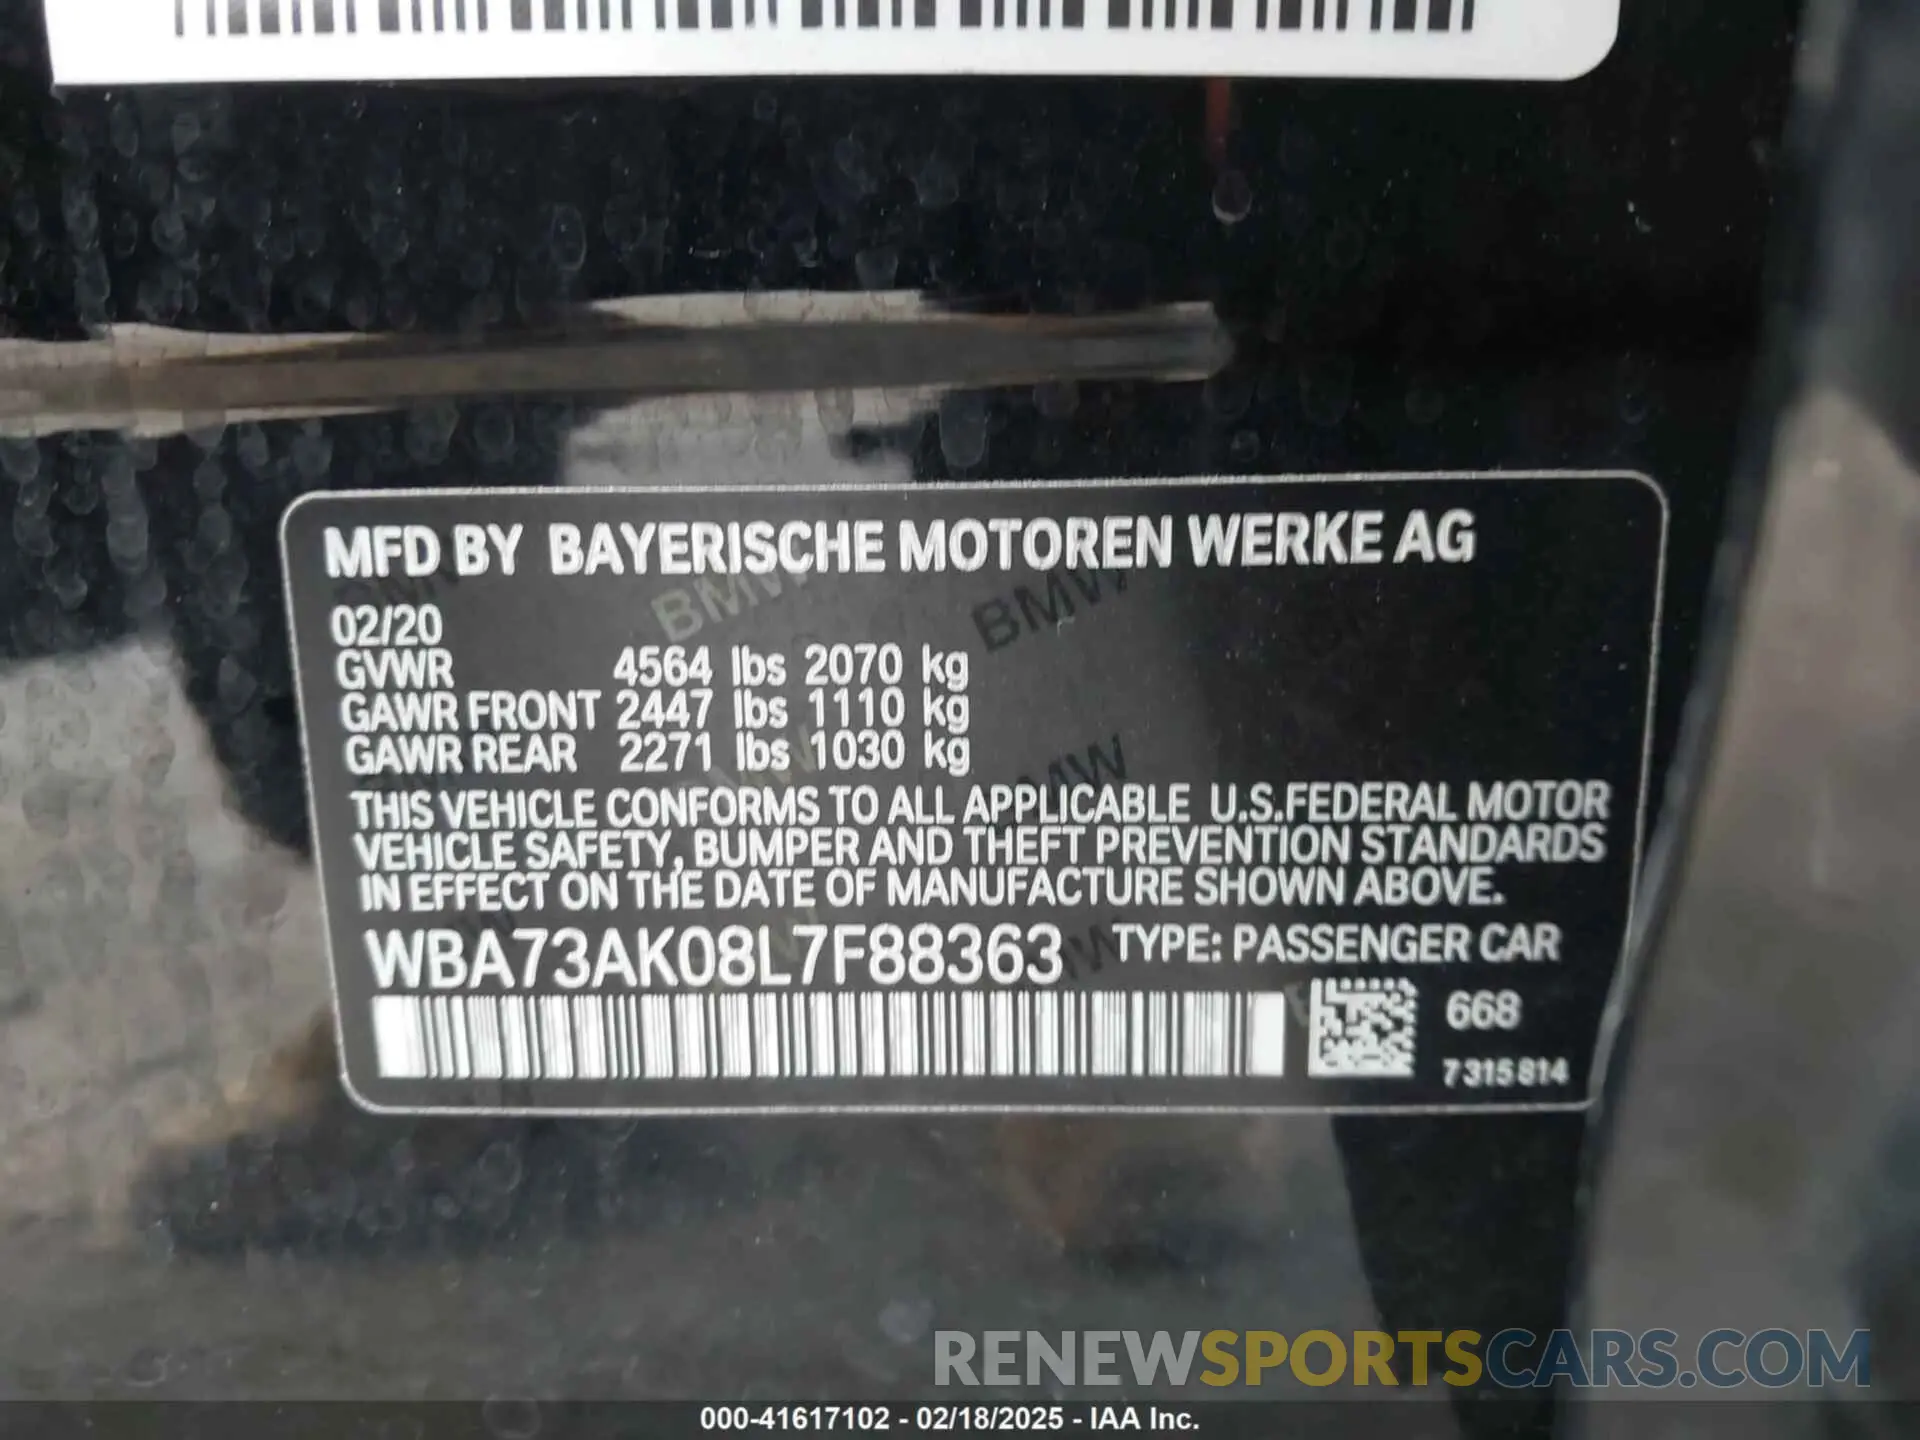 MFD BY BAYERISCHE MOTOREN WERKE AG
02/20
GVWR 4564 lbs 2070 kg
GAWR FRONT 2447 lbs 1110 kg
GAWR REAR 2271 lbs 1030 kg
THIS VEHICLE CONFORMS TO ALL APPLICABLE U.S.FEDERAL MOTOR
VEHICLE SAFETY, BUMPER AND THEFT PREVENTION STANDARDS
IN EFFECT ON THE DATE OF MANUFACTURE SHOWN ABOVE.
WBA73AK08L7F88363 TYPE: PASSENGER CAR
668
7315814
BMW
BMW
BMW
RENEWSPORTSCARS.COM
000-41617102 - 02/18/2025 - IAA Inc.